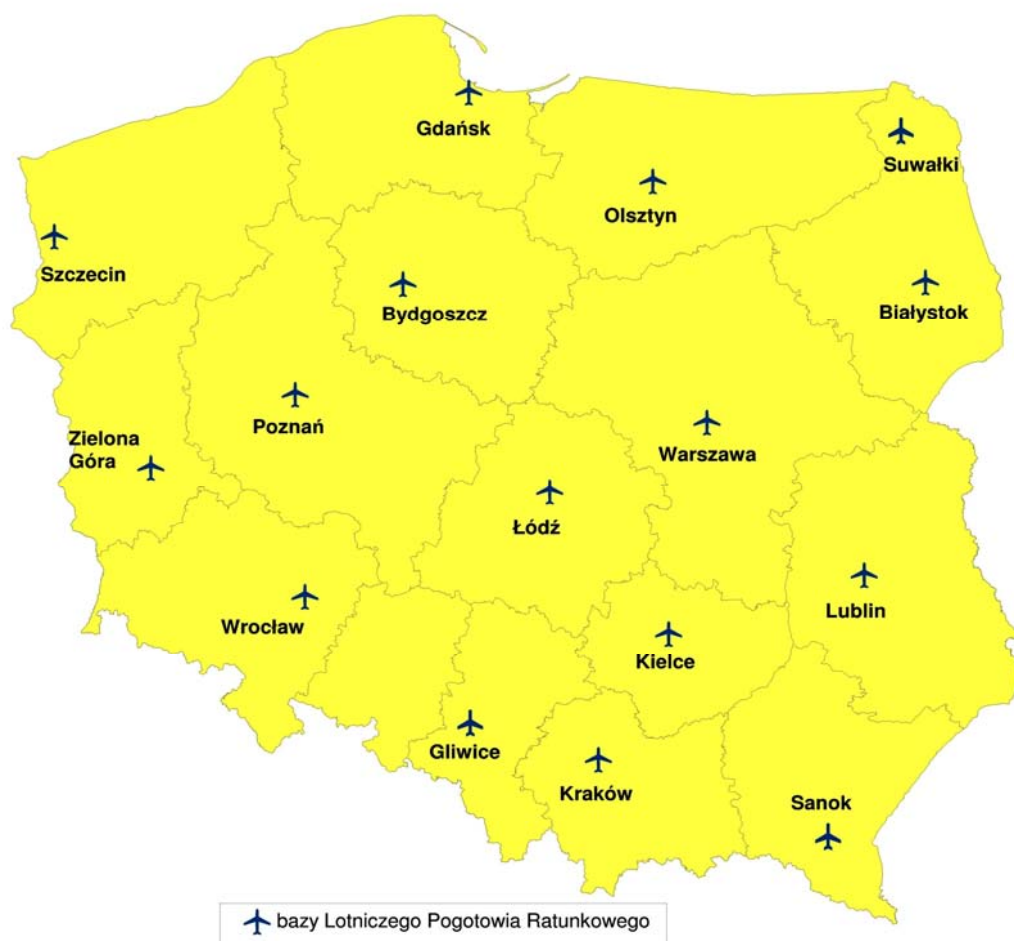 Gdańsk
Suwałki
Olsztyn
Szczecin
Bydgoszcz
Białystok
Poznań
Zielona
Góra
Warszawa
Łódź
Wrocław
Lublin
Kielce
Gliwice
Kraków
Sanok
bazy Lotniczego Pogotowia Ratunkowego